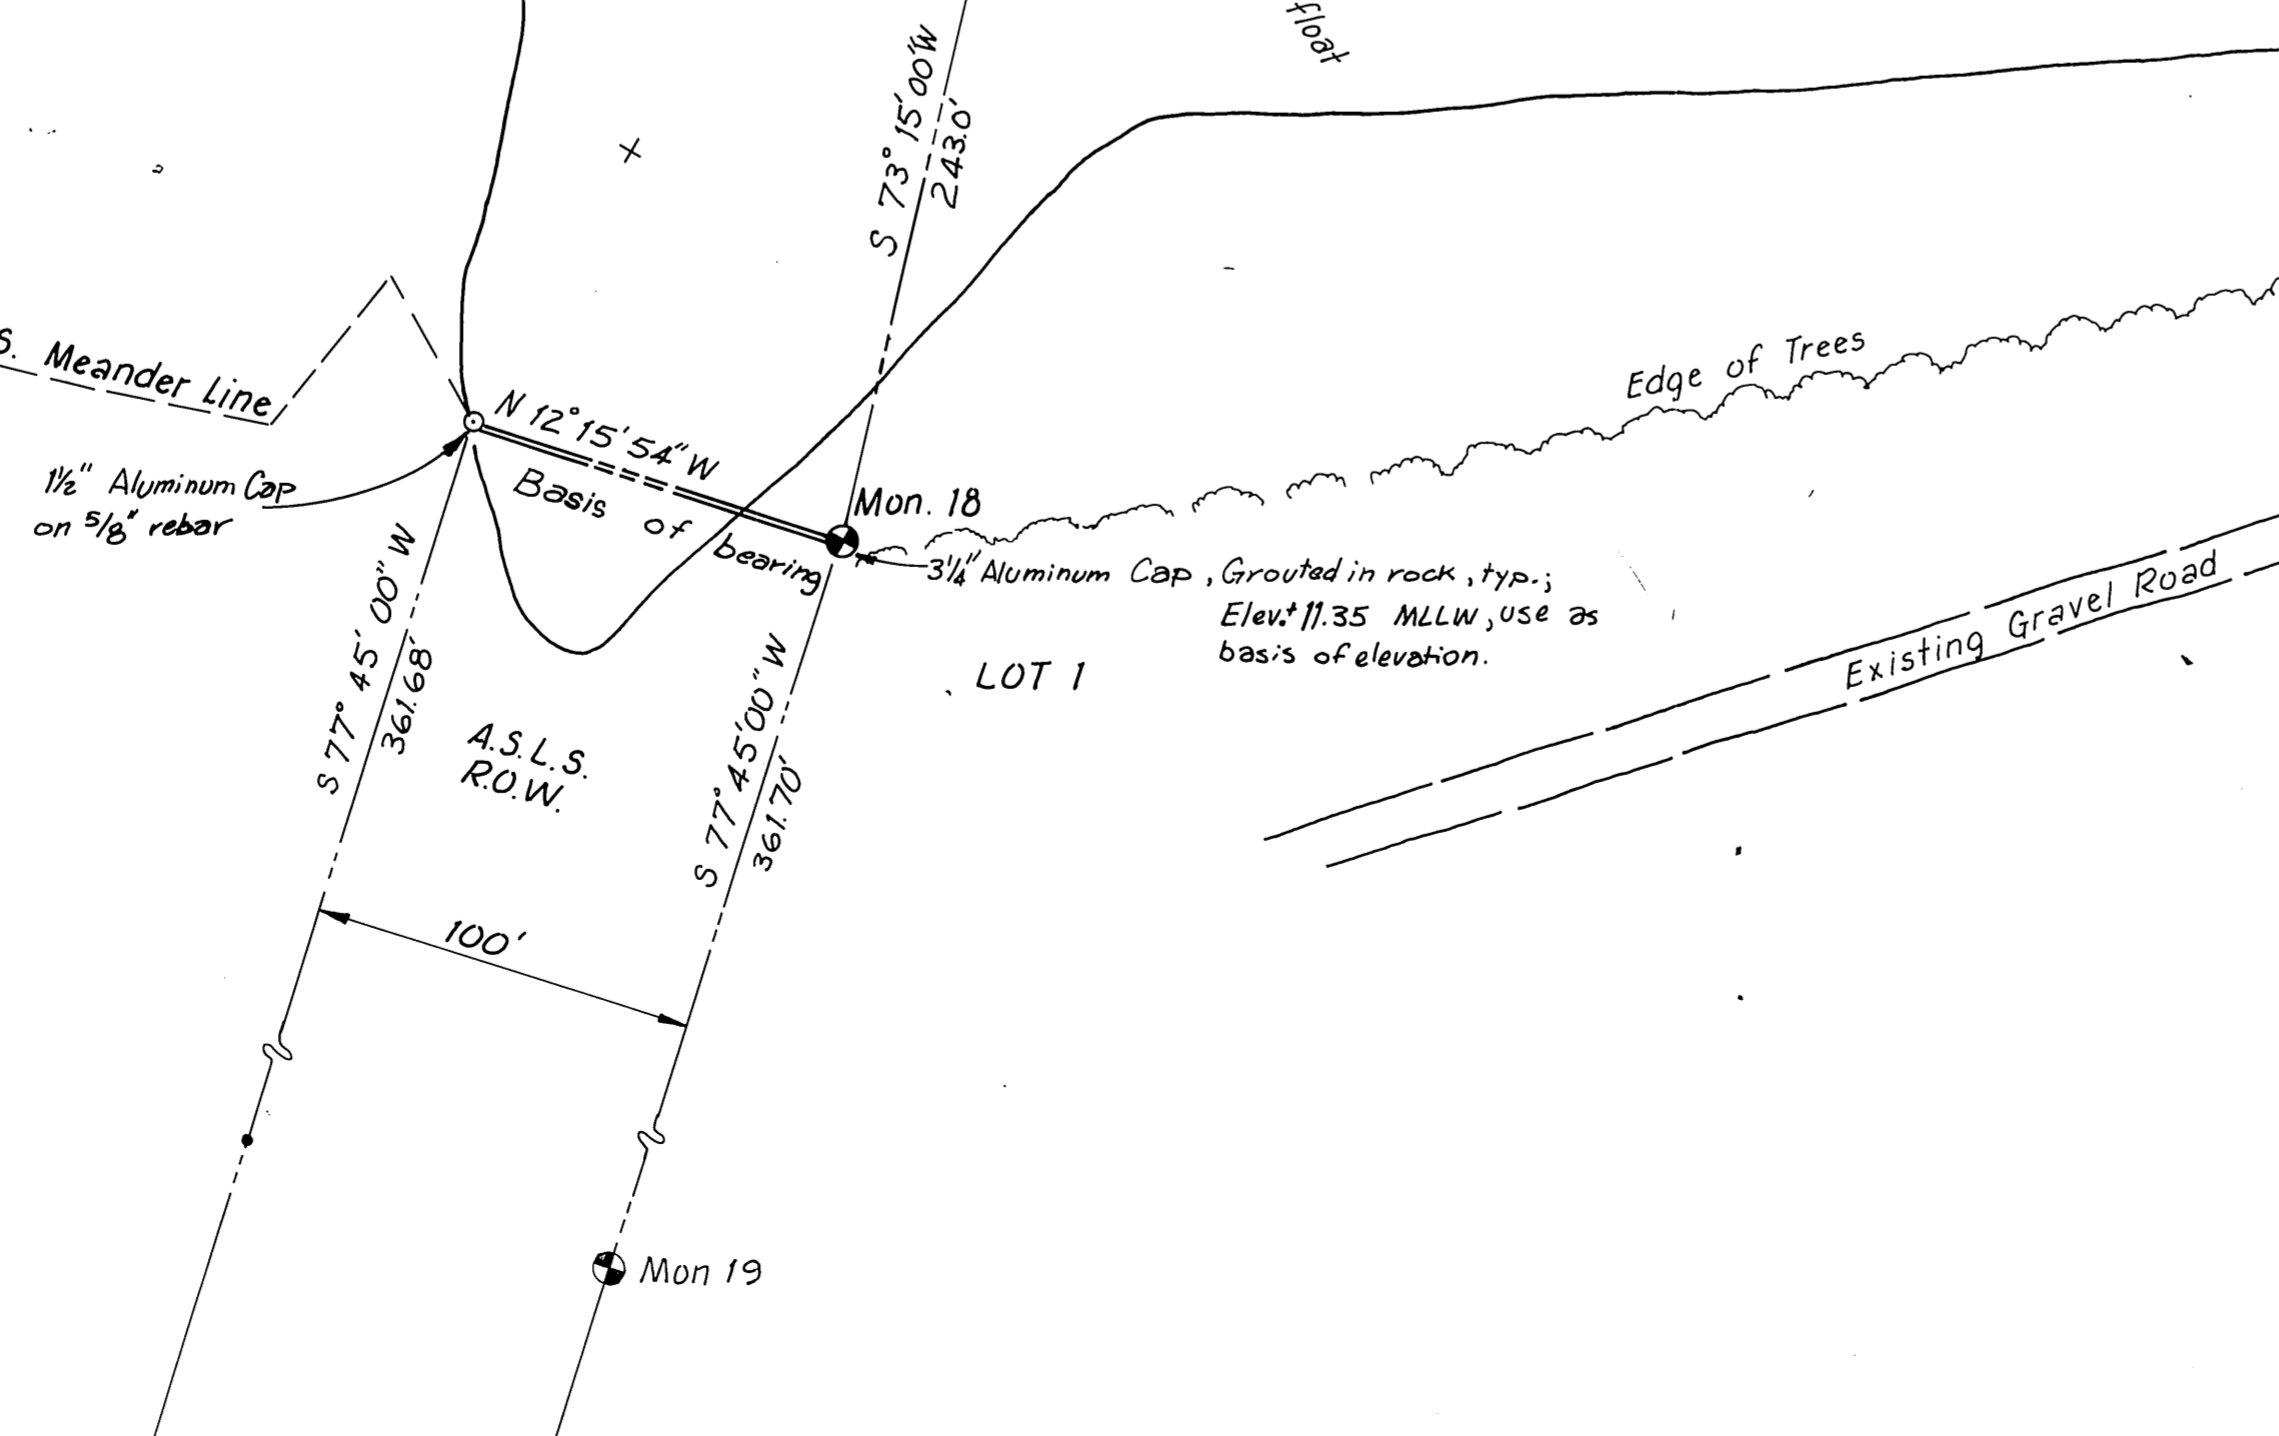 float
S 73° 15' 00" W
243.0'
S. Meander Line
Edge of Trees
N 12° 15' 54" W
Basis of bearing
1½" Aluminum Cap
on 5/8" rebar
Mon. 18
3¼" Aluminum Cap, Grouted in rock, typ.;
Elev.+ 11.35 MLLW, use as
basis of elevation.
Existing Gravel Road
LOT 1
S 77° 45' 00" W
361.68'
A.S.L.S.
R.O.W.
S 77° 45' 00" W
361.70'
100'
Mon 19